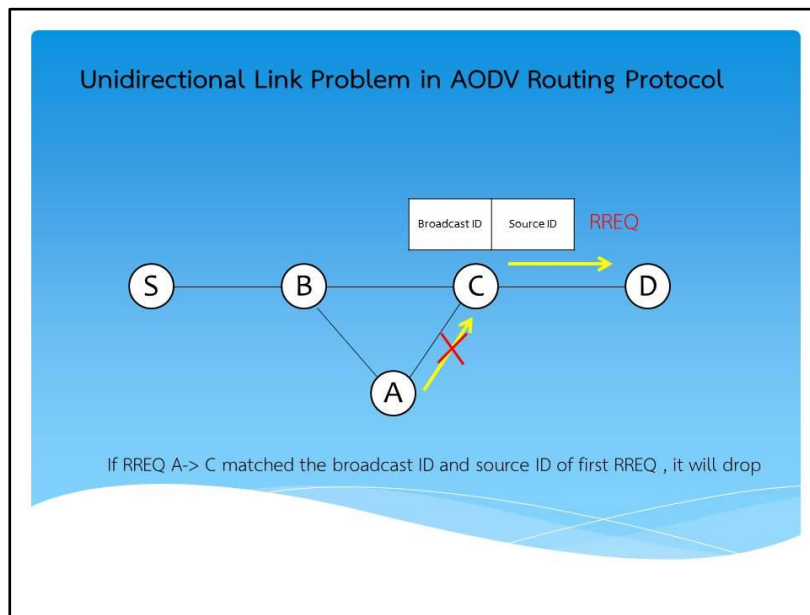 Unidirectional Link Problem in AODV Routing Protocol
Broadcast ID
Source ID
RREQ
S
B
C
D
A
If RREQ A-> C matched the broadcast ID and source ID of first RREQ , it will drop